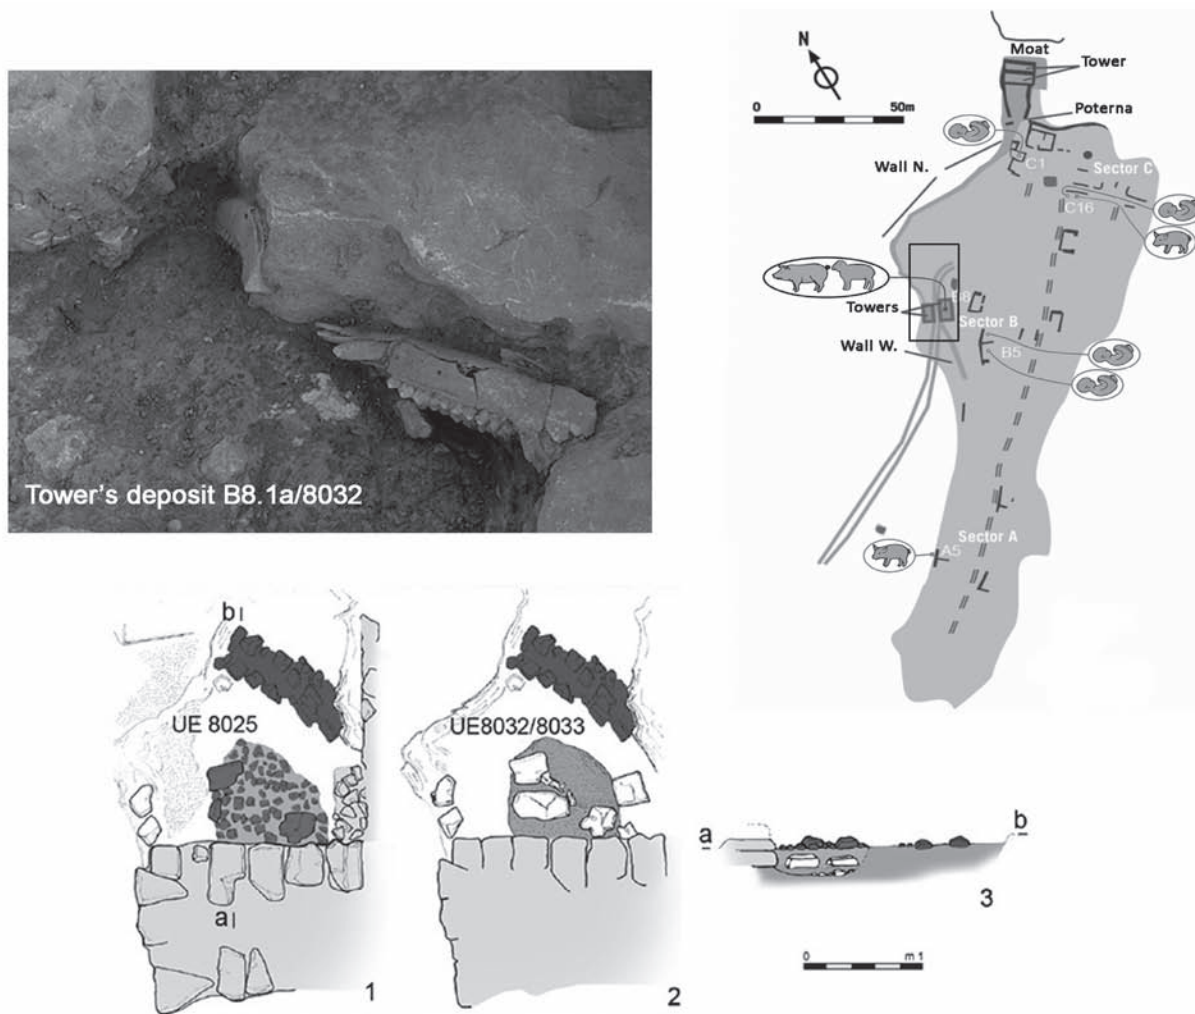 Tower's deposit B8.1a/8032
N
0 50m
Moat
Tower
Poterna
Wall N.
C1
Sector C
C16
Towers
Sector B
Wall W.
B5
Sector A
A5
b
UE 8025
a
1
UE8032/8033
2
a b
3
0 m 1